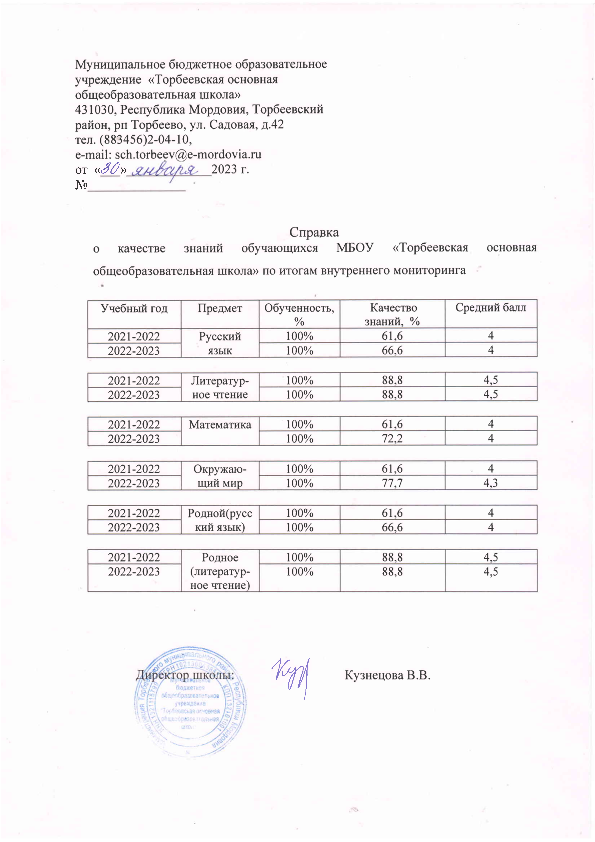 Муниципальное бюджетное образовательное
учреждение «Торбеевская основная
общеобразовательная школа»
431030, Республика Мордовия, Торбеевский
район, рп Торбеево, ул. Садовая, д.42
тел. (883456)2-04-10,
e-mail: sch.torbeev@e-mordovia.ru
от «30» января 2023 г.
№_______________
Справка
о качестве знаний обучающихся МБОУ «Торбеевская основная
общеобразовательная школа» по итогам внутреннего мониторинга
Учебный год Предмет Обученность, % Качество знаний, % Средний балл
2021-2022 Русский 100% 61,6 4
2022-2023 язык 100% 66,6 4
2021-2022 Литератур- 100% 88,8 4,5
2022-2023 ное чтение 100% 88,8 4,5
2021-2022 Математика 100% 61,6 4
2022-2023 100% 72,2 4
2021-2022 Окружаю- 100% 61,6 4
2022-2023 щий мир 100% 77,7 4,3
2021-2022 Родной(русс 100% 61,6 4
2022-2023 кий язык) 100% 66,6 4
2021-2022 Родное 100% 88,8 4,5
2022-2023 (литератур- 100% 88,8 4,5
ное чтение)
Директор школы: Кузнецова В.В.
бюджетное
общеобразовательное
учреждение
"Торбеевская основная
общеобразовательная